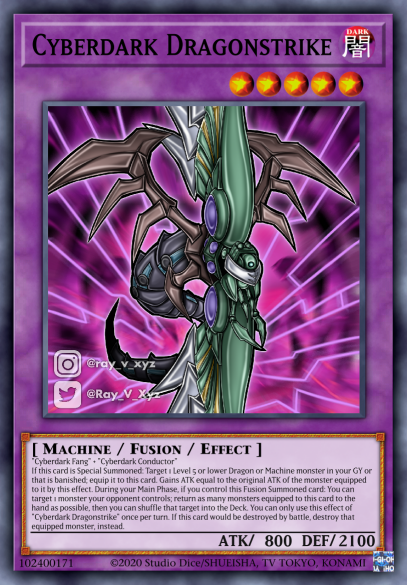 CYBERDARK DRAGONSTRIKE
DARK
闇
@ray_v_xyz
@Ray_V_Xyz
[ MACHINE / FUSION / EFFECT ]
"Cyberdark Fang" + "Cyberdark Conductor"
If this card is Special Summoned: Target 1 Level 5 or lower Dragon or Machine monster in your GY or
that is banished; equip it to this card. Gains ATK equal to the original ATK of the monster equipped
to it by this effect. During your Main Phase, if you control this Fusion Summoned card: You can
target 1 monster your opponent controls; return as many monsters equipped to this card to the
hand as possible, then you can shuffle that target into the Deck. You can only use this effect of
"Cyberdark Dragonstrike" once per turn. If this card would be destroyed by battle, destroy that
equipped monster, instead.
ATK/ 800 DEF/2100
102400171
©2020 Studio Dice/SHUEISHA, TV TOKYO, KONAMI